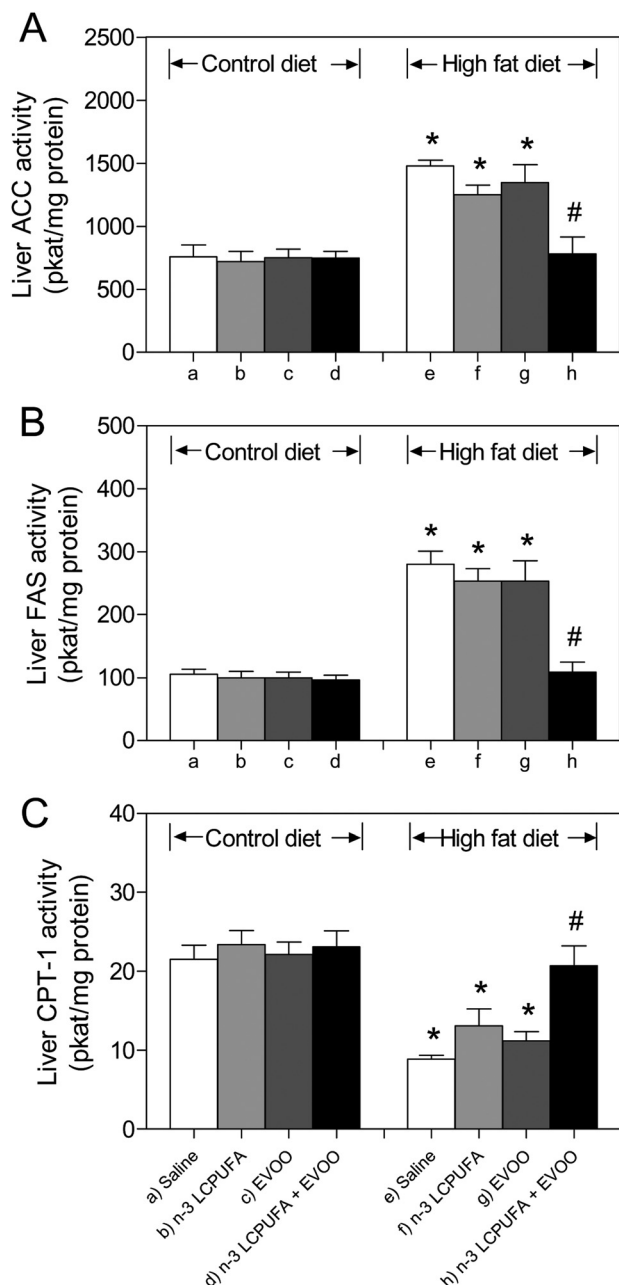 A
Liver ACC activity
(pkat/mg protein)
2500
2000
1500
1000
500
0
Control diet
High fat diet
*
*
*
#
a b c d e f g h
B
Liver FAS activity
(pkat/mg protein)
500
400
300
200
100
0
Control diet
High fat diet
*
*
*
#
a b c d e f g h
C
Liver CPT-1 activity
(pkat/mg protein)
40
30
20
10
0
Control diet
High fat diet
*
*
*
#
a) Saline
b) n-3 LCPUFA
c) EVOO
d) n-3 LCPUFA + EVOO
e) Saline
f) n-3 LCPUFA
g) EVOO
h) n-3 LCPUFA + EVOO